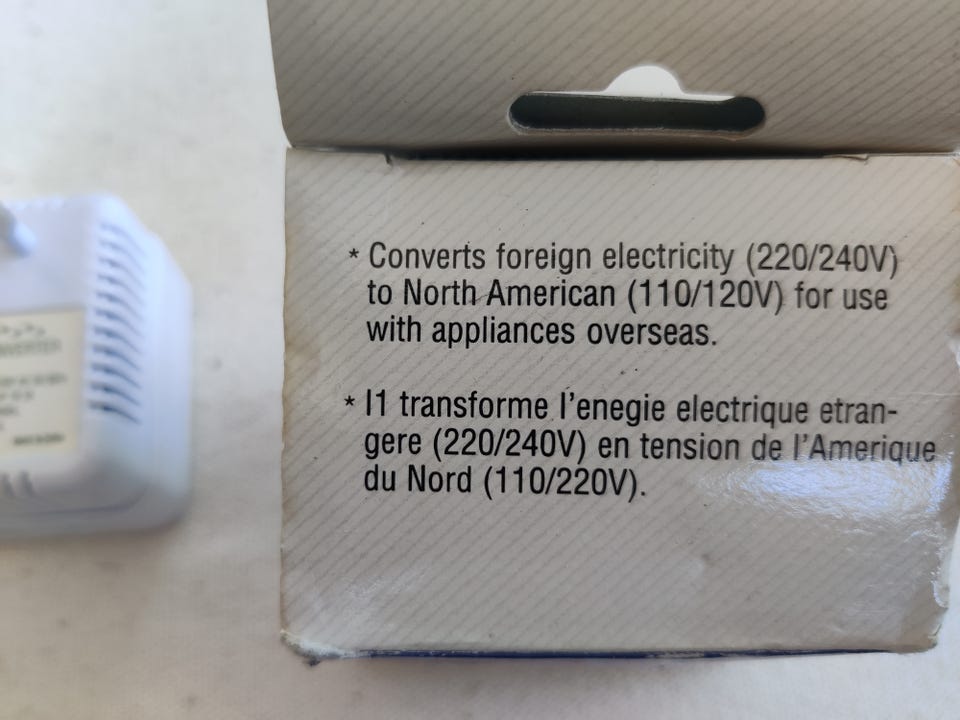 * Converts foreign electricity (220/240V)
to North American (110/120V) for use
with appliances overseas.
* I1 transforme l'enegie electrique etran-
gere (220/240V) en tension de l'Amerique
du Nord (110/220V).